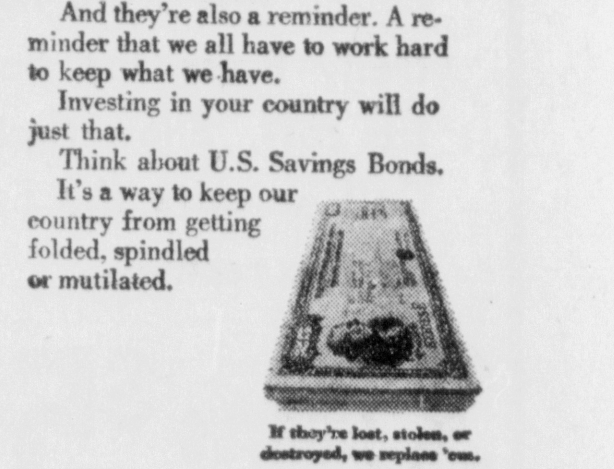 And they're also a reminder. A re-
minder that we all have to work hard
to keep what we have.
Investing in your country will do
just that.
Think about U.S. Savings Bonds.
It's a way to keep our
country from getting
folded, spindled
or mutilated.
If they're lost, stolen, or
destroyed, we replace 'em.